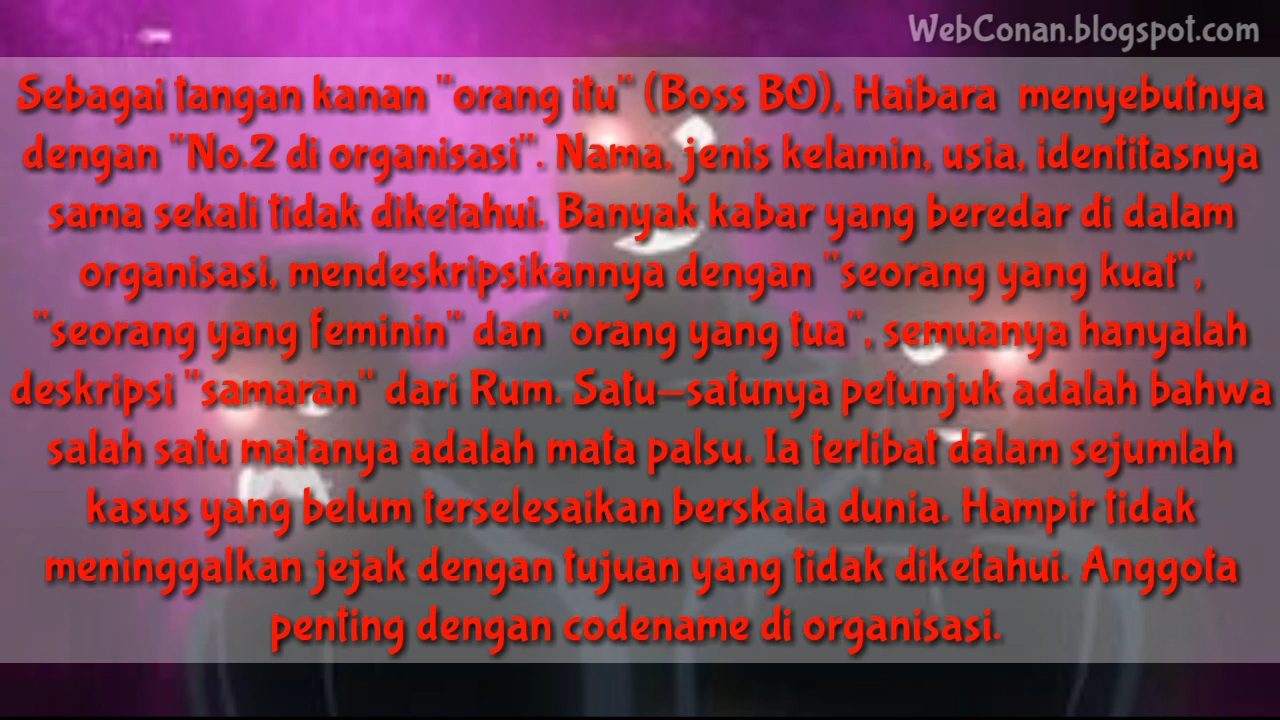 WebConan.blogspot.com
Sebagai tangan kanan "orang itu" (Boss BO), Haibara menyebutnya
dengan "No.2 di organisasi". Nama, jenis kelamin, usia, identitasnya
sama sekali tidak diketahui. Banyak kabar yang beredar di dalam
organisasi, mendeskripsikannya dengan "seorang yang kuat",
"seorang yang feminin" dan "orang yang tua", semuanya hanyalah
deskripsi "samaran" dari Rum. Satu-satunya petunjuk adalah bahwa
salah satu matanya adalah mata palsu. Ia terlibat dalam sejumlah
kasus yang belum terselesaikan berskala dunia. Hampir tidak
meninggalkan jejak dengan tujuan yang tidak diketahui. Anggota
penting dengan codename di organisasi.